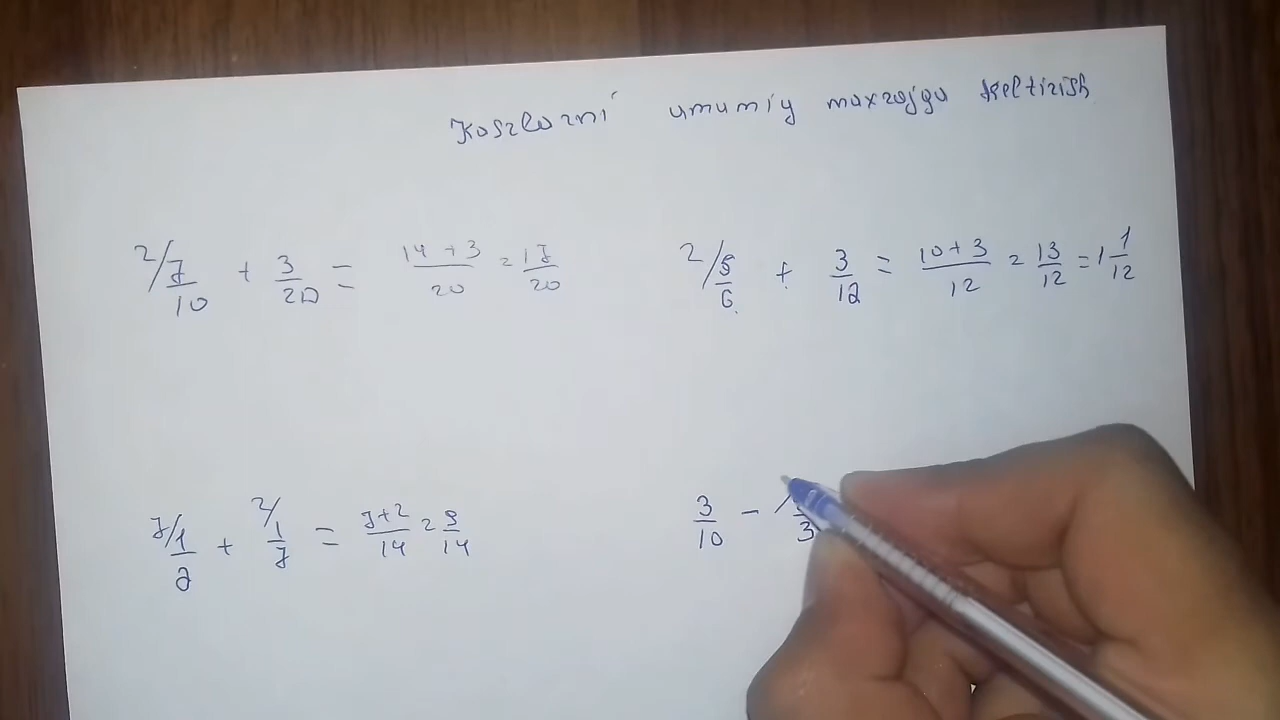 Kasrlarni umumiy maxrajga keltirish
2/ 7/10 + 3/20 = 14+3/20 = 17/20
2/ 5/6 + 3/12 = 10+3/12 = 13/12 = 1 1/12
7/ 1/2 + 2/ 1/7 = 7+2/14 = 9/14
3/10 -